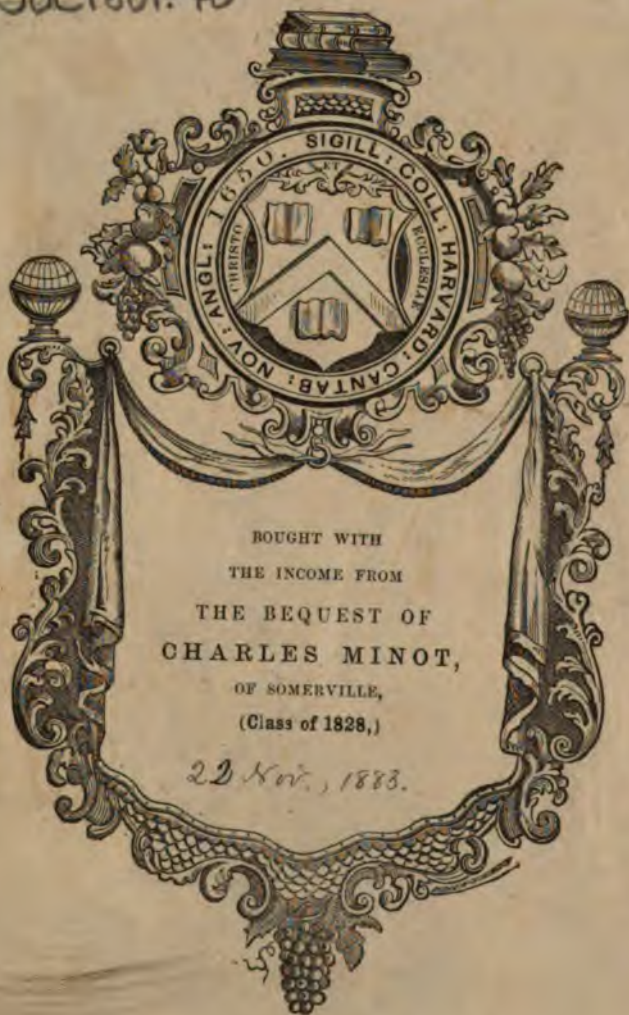 SIGILL: COLL: HARVARD: CANTAB: NOV: ANGL: 1650.
ET
CHRISTO
ECCLESIAE
BOUGHT WITH
THE INCOME FROM
THE BEQUEST OF
CHARLES MINOT,
OF SOMERVILLE,
(Class of 1828,)
22 Nov., 1883.